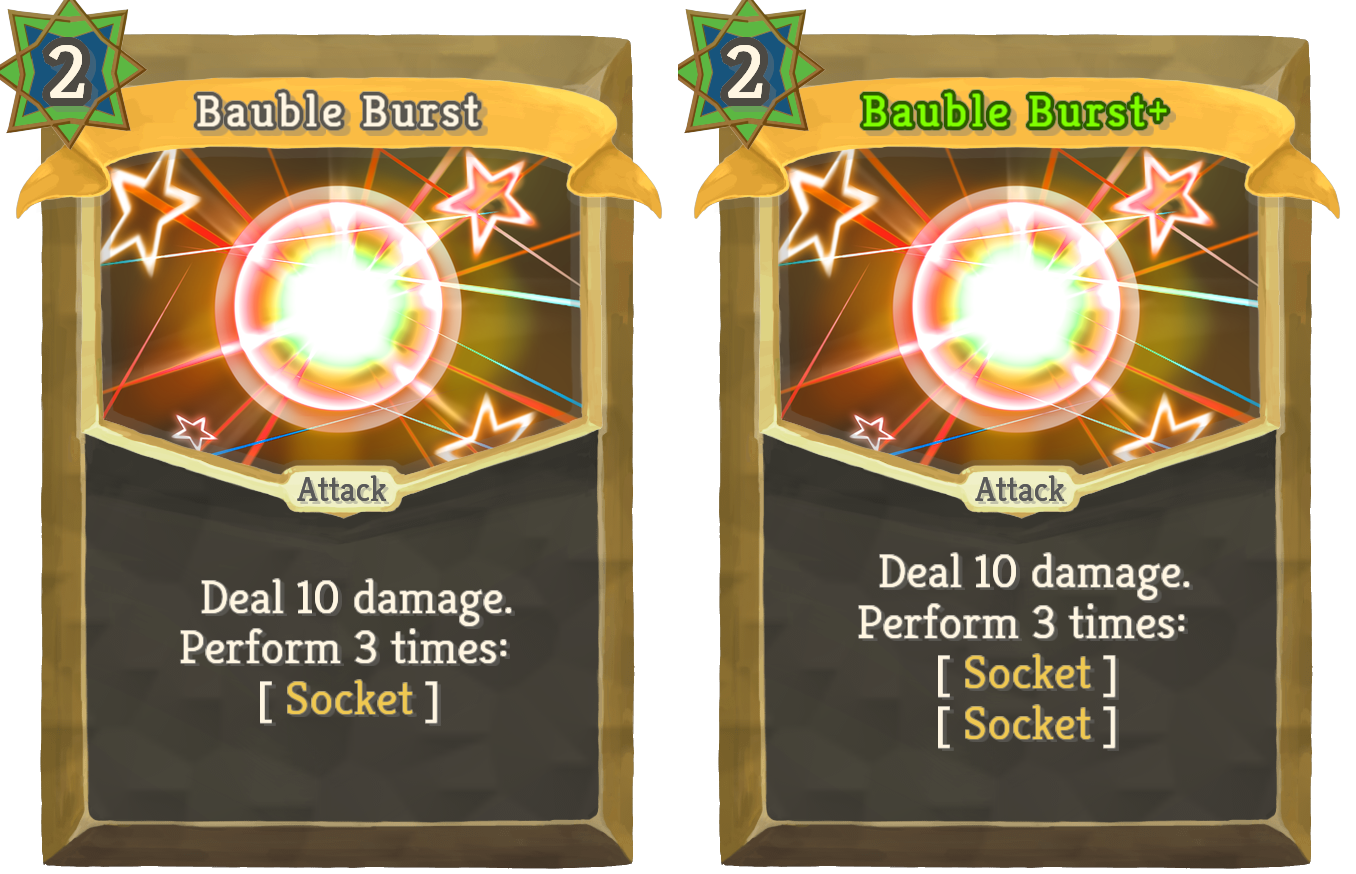 2
Bauble Burst
Attack
Deal 10 damage.
Perform 3 times:
[ Socket ]
2
Bauble Burst+
Attack
Deal 10 damage.
Perform 3 times:
[ Socket ]
[ Socket ]